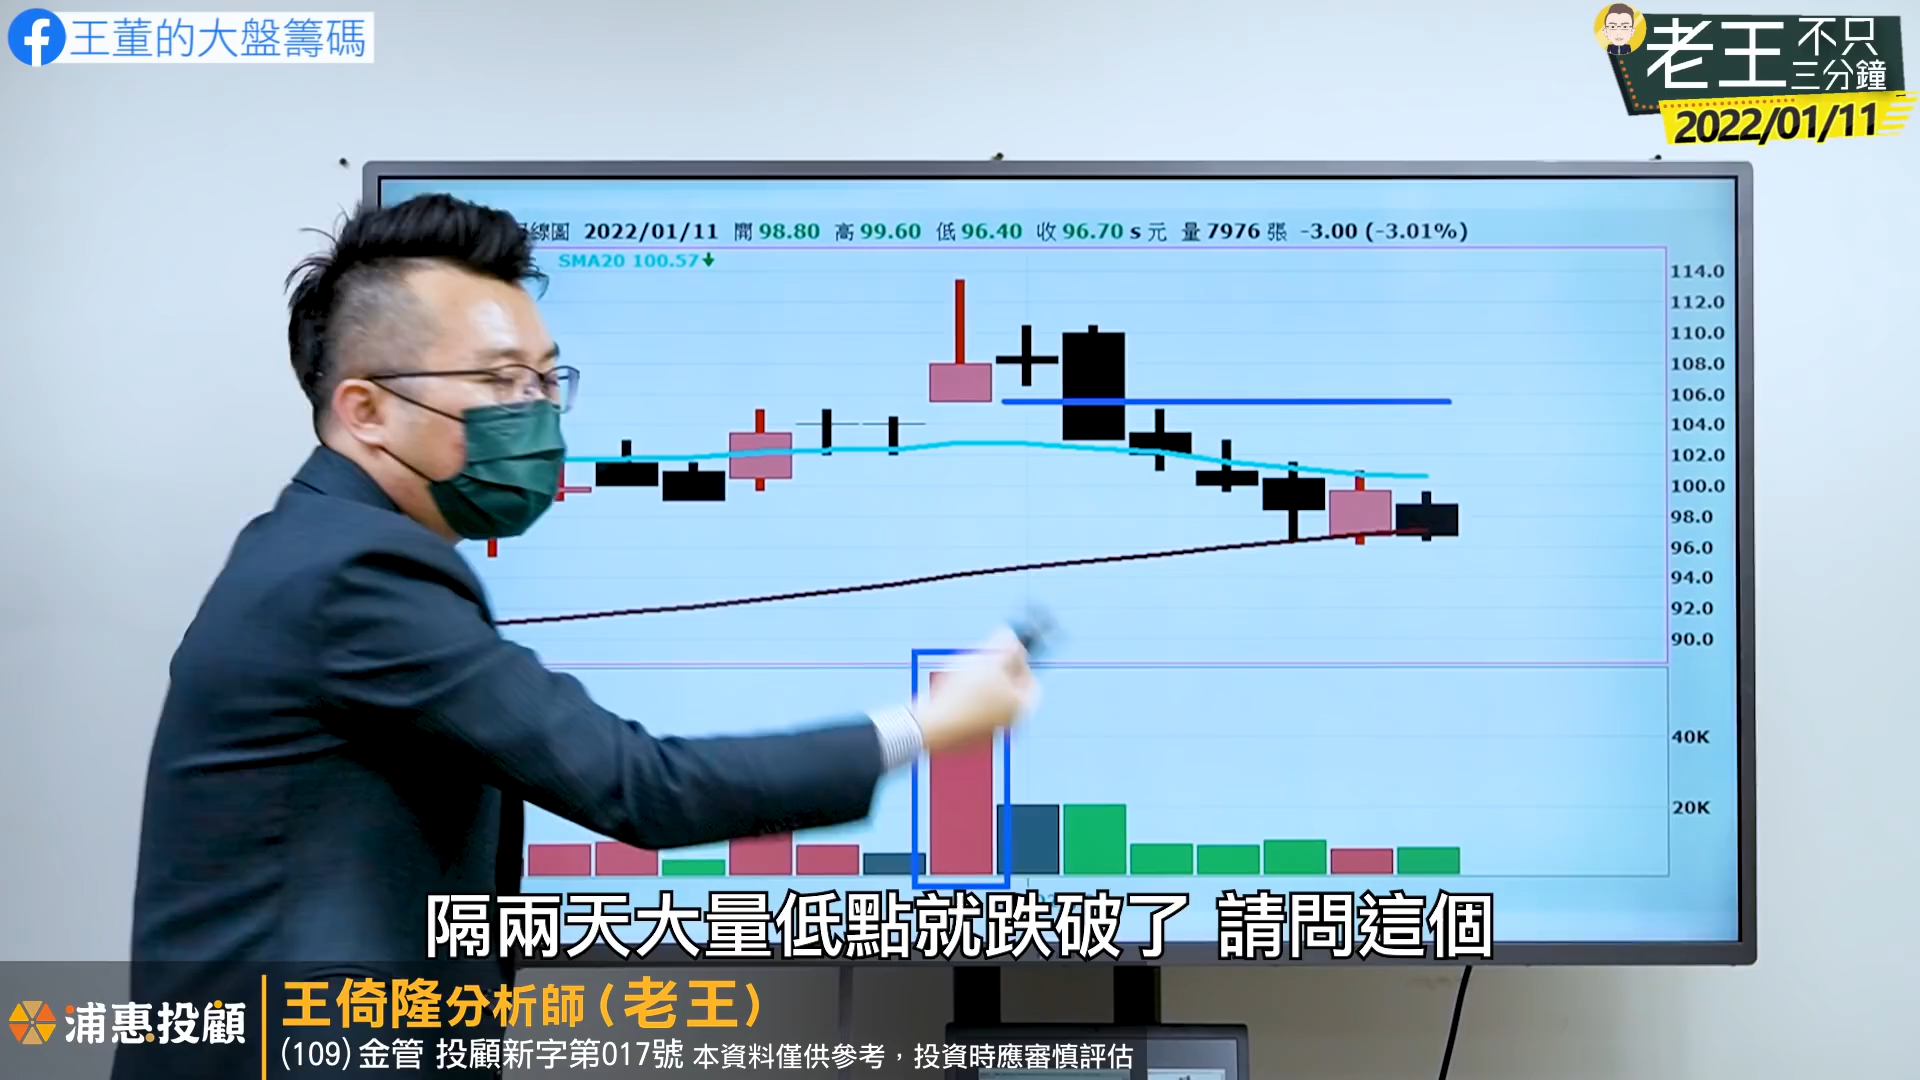 王董的大盤籌碼
老王不只三分鐘
2022/01/11
線圖 2022/01/11 開 98.80 高 99.60 低 96.40 收 96.70 s 元 量 7976 張 -3.00 (-3.01%)
SMA20 100.57↓
114.0
112.0
110.0
108.0
106.0
104.0
102.0
100.0
98.0
96.0
94.0
92.0
90.0
40K
20K
隔兩天大量低點就跌破了 請問這個
浦惠投顧
王倚隆分析師(老王)
(109)金管 投顧新字第017號 本資料僅供參考，投資時應審慎評估